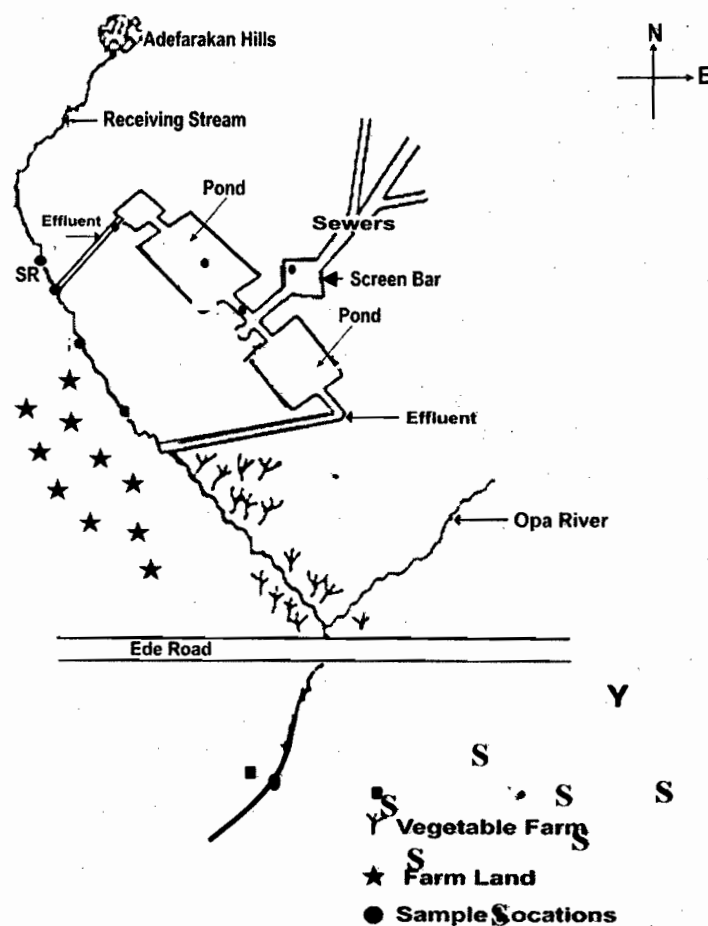 Adefarakan Hills
N
E
Receiving Stream
Pond
Effluent
Sewers
SR
Screen Bar
Pond
Effluent
Opa River
Ede Road
Y
S
S
S
S
S
Vegetable Farm
S
Farm Land
Sample Socations